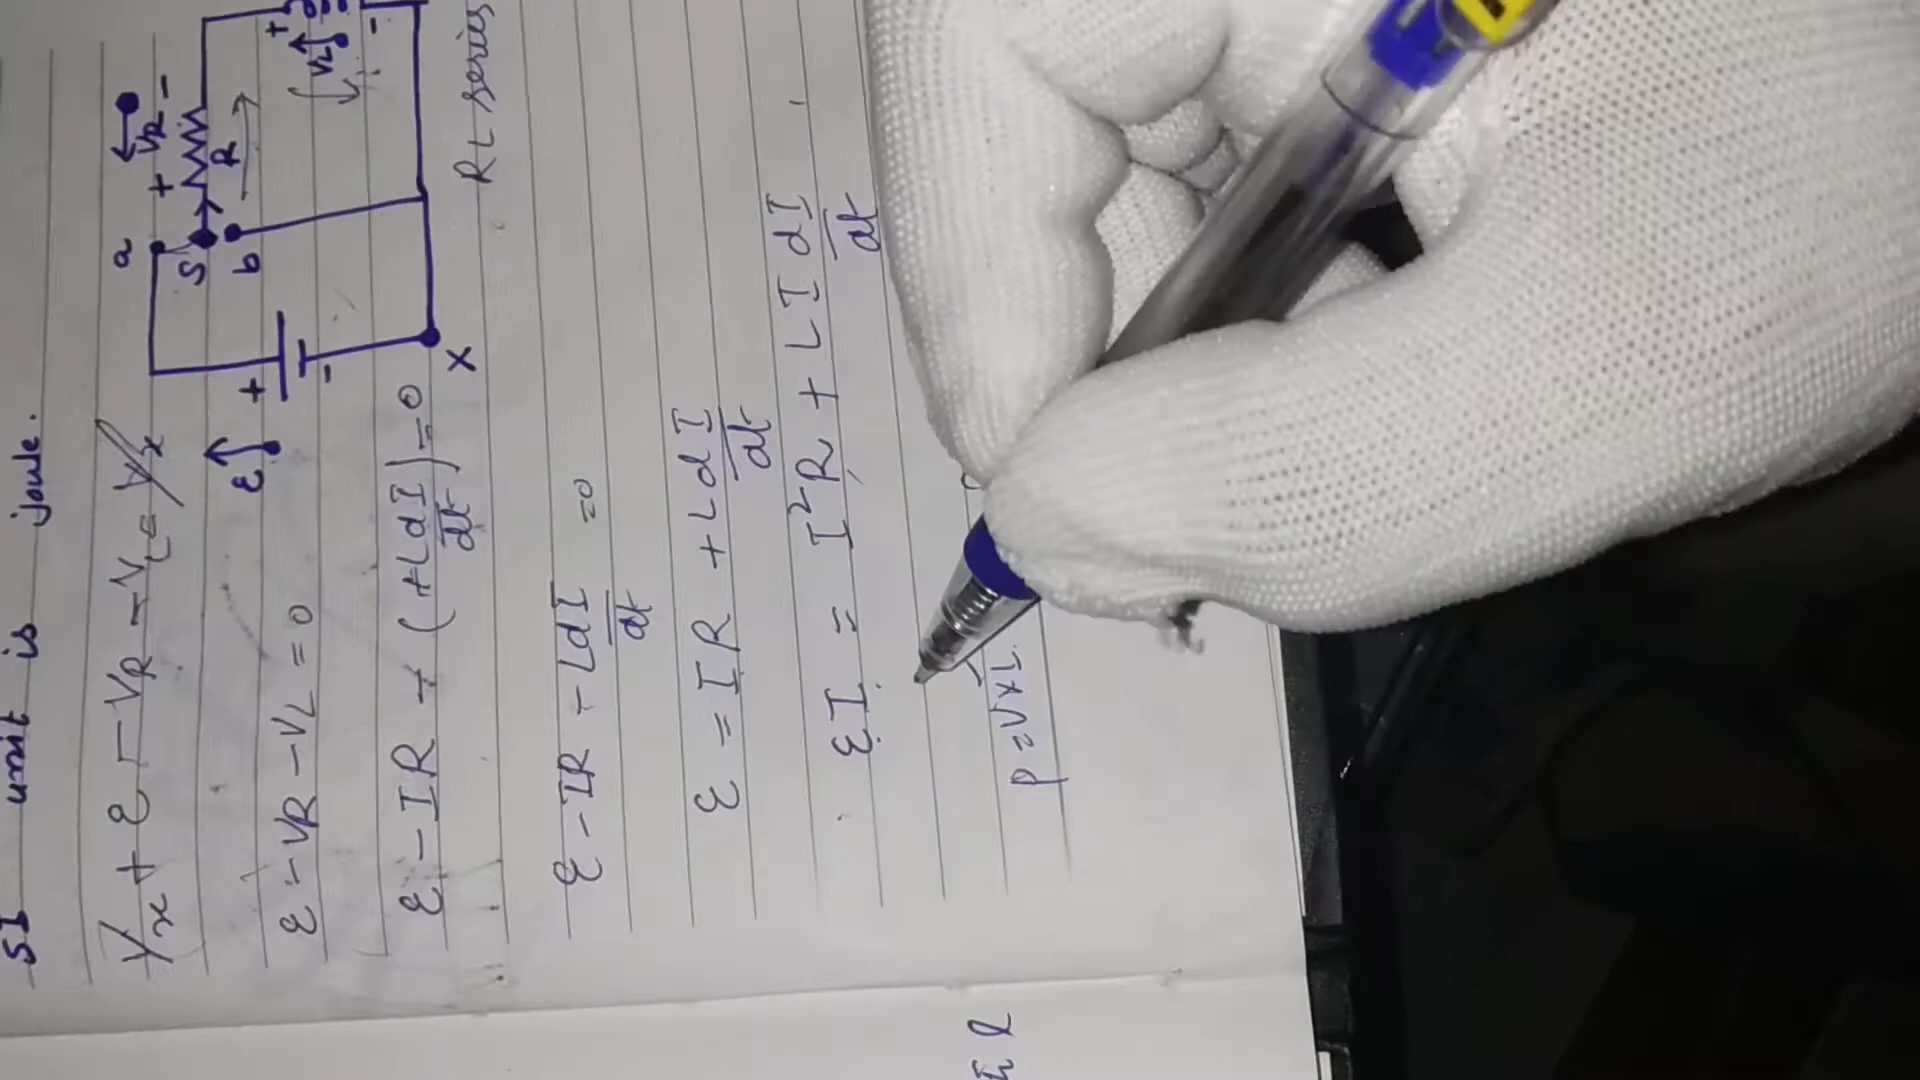 SI unit is joule.
Vx + ε - VR - VL = Vx
ε - VR - VL = 0
ε - IR - (+L dI/dt) = 0
ε - IR - L dI/dt = 0
ε = IR + L dI/dt
εI = I²R + LI dI/dt
P = V×I
a
S
b
+ VR -
R
+ VL -
ε + -
x
RL series